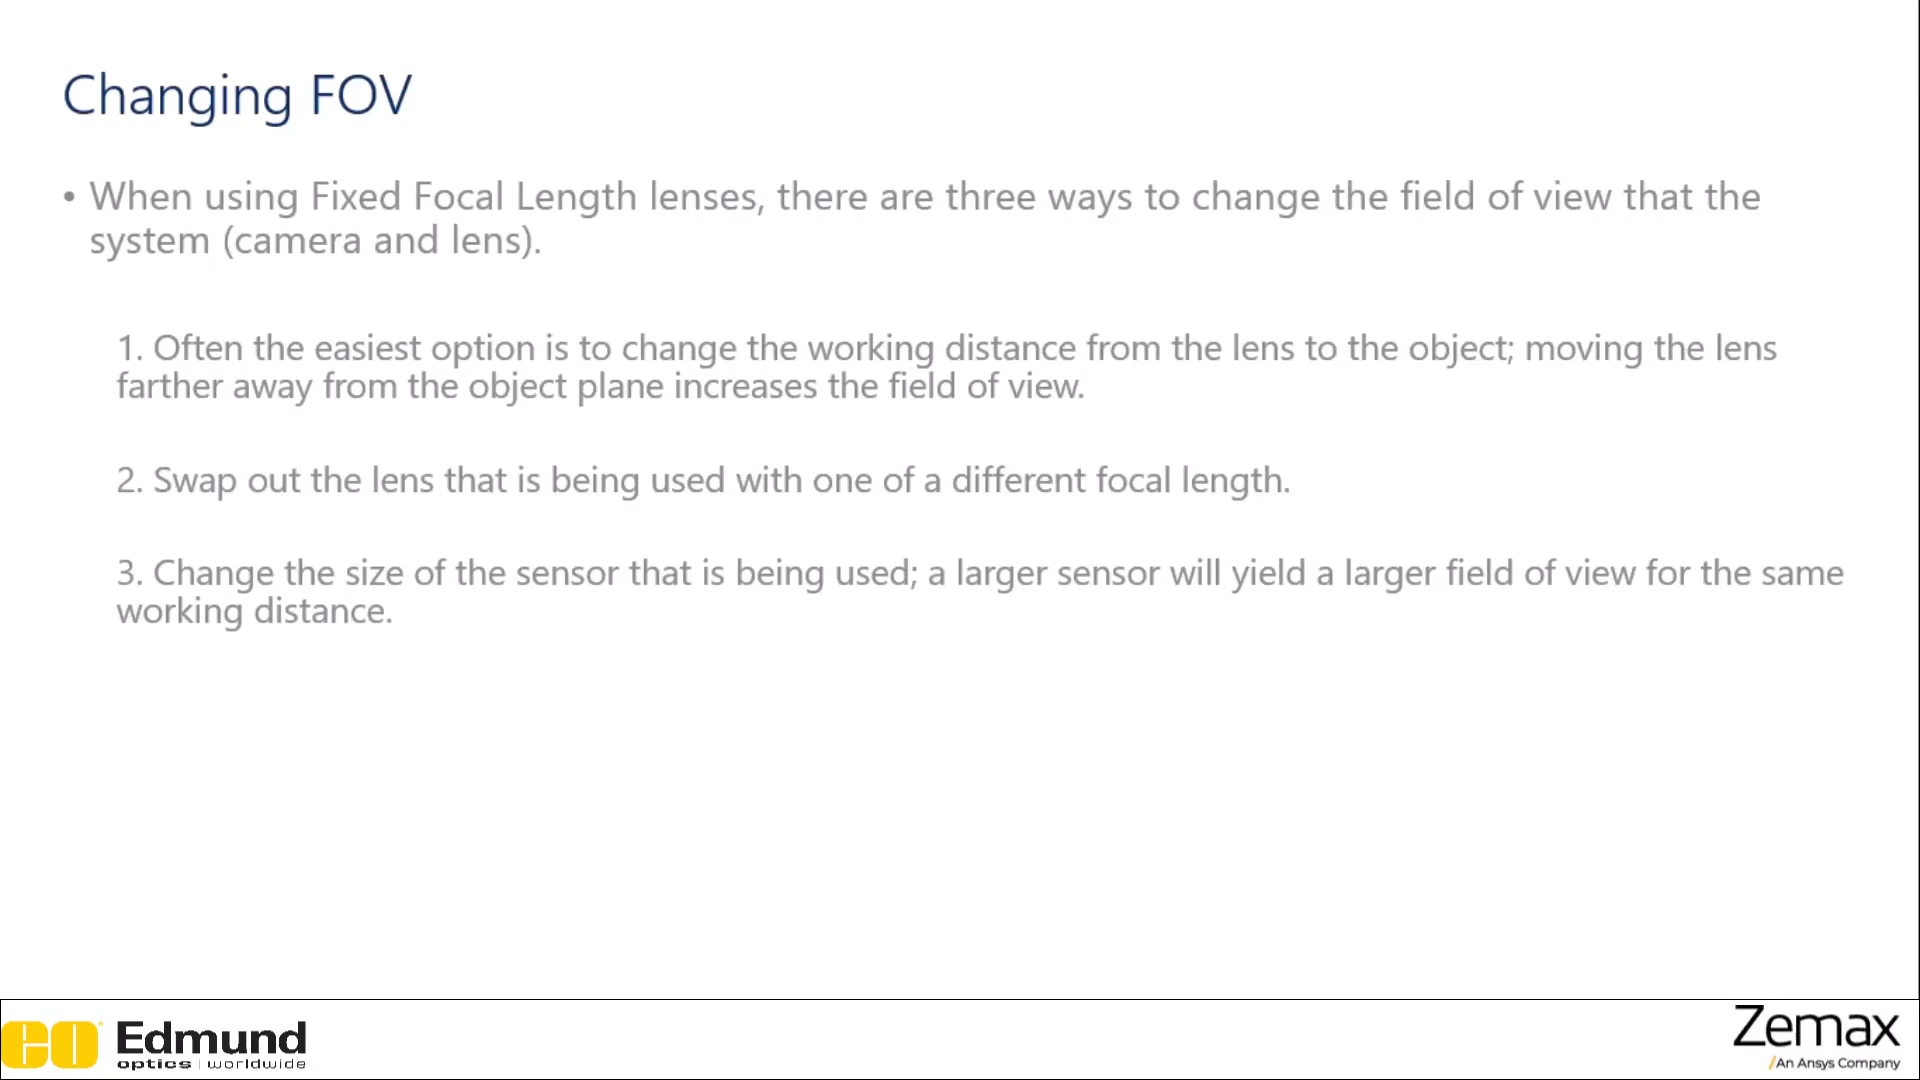 Changing FOV
• When using Fixed Focal Length lenses, there are three ways to change the field of view that the
system (camera and lens).
1. Often the easiest option is to change the working distance from the lens to the object; moving the lens
farther away from the object plane increases the field of view.
2. Swap out the lens that is being used with one of a different focal length.
3. Change the size of the sensor that is being used; a larger sensor will yield a larger field of view for the same
working distance.
EO Edmund
optics | worldwide
Zemax
/An Ansys Company